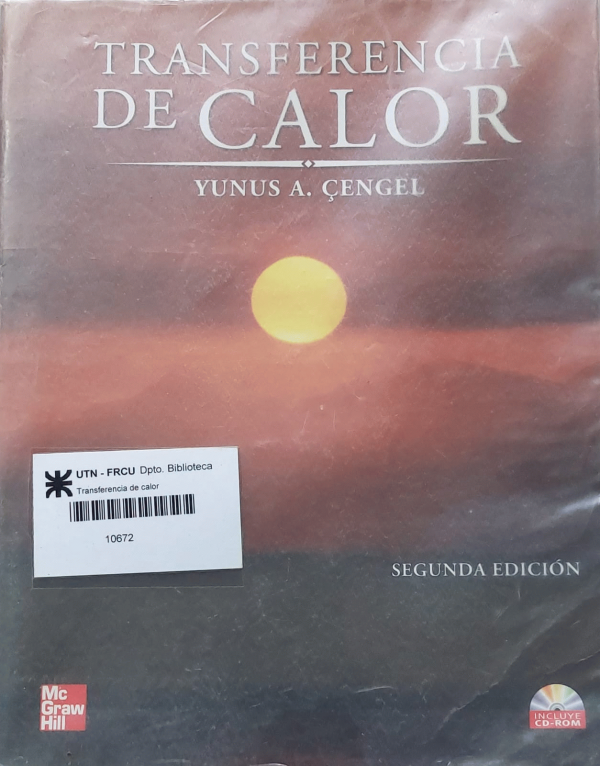 TRANSFERENCIA
DE CALOR
YUNUS A. ÇENGEL
UTN - FRCU Dpto. Biblioteca
Transferencia de calor
10672
SEGUNDA EDICIÓN
Mc
Graw
Hill
INCLUYE
CD-ROM